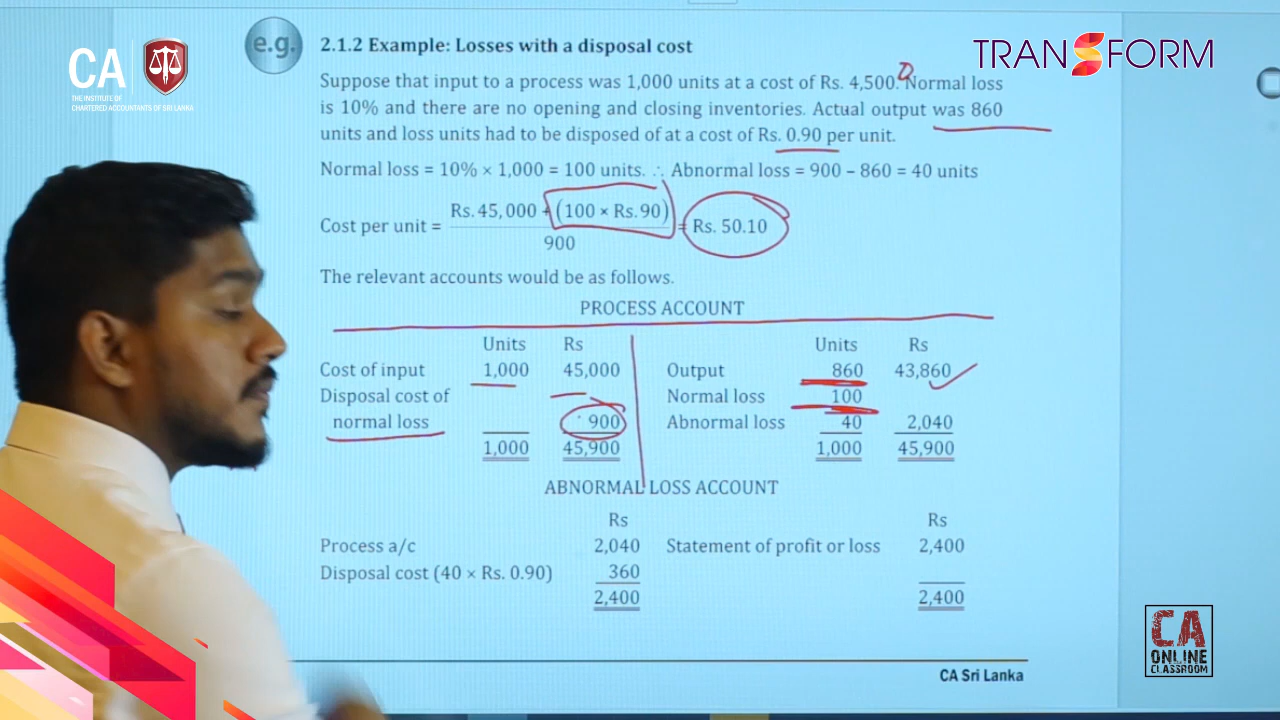 CA
THE INSTITUTE OF
CHARTERED ACCOUNTANTS OF SRI LANKA
TRANSFORM
e.g.
2.1.2 Example: Losses with a disposal cost
Suppose that input to a process was 1,000 units at a cost of Rs. 4,500. Normal loss
is 10% and there are no opening and closing inventories. Actual output was 860
units and loss units had to be disposed of at a cost of Rs. 0.90 per unit.
Normal loss = 10% × 1,000 = 100 units. ∴ Abnormal loss = 900 – 860 = 40 units
Cost per unit = Rs. 45,000 + (100 × Rs. 90) = Rs. 50.10
900
The relevant accounts would be as follows.
PROCESS ACCOUNT
Units Rs Units Rs
Cost of input 1,000 45,000 Output 860 43,860
Disposal cost of Normal loss 100
normal loss 900 Abnormal loss 40 2,040
1,000 45,900 1,000 45,900
ABNORMAL LOSS ACCOUNT
Rs Rs
Process a/c 2,040 Statement of profit or loss 2,400
Disposal cost (40 × Rs. 0.90) 360
2,400 2,400
CA Sri Lanka
CA
ONLINE
CLASSROOM